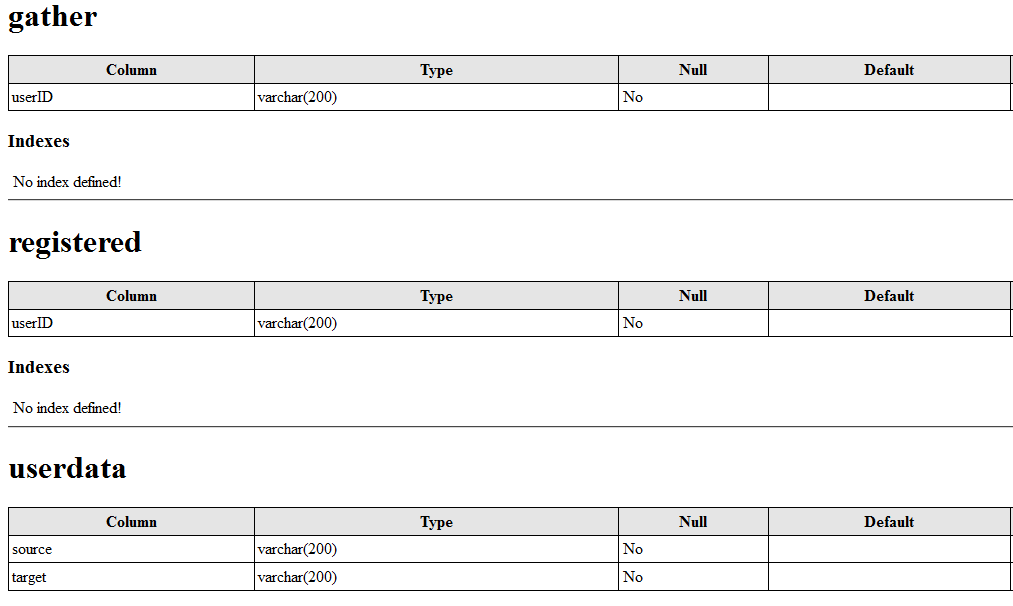 gather
Column Type Null Default
userID varchar(200) No
Indexes
No index defined!
registered
Column Type Null Default
userID varchar(200) No
Indexes
No index defined!
userdata
Column Type Null Default
source varchar(200) No
target varchar(200) No